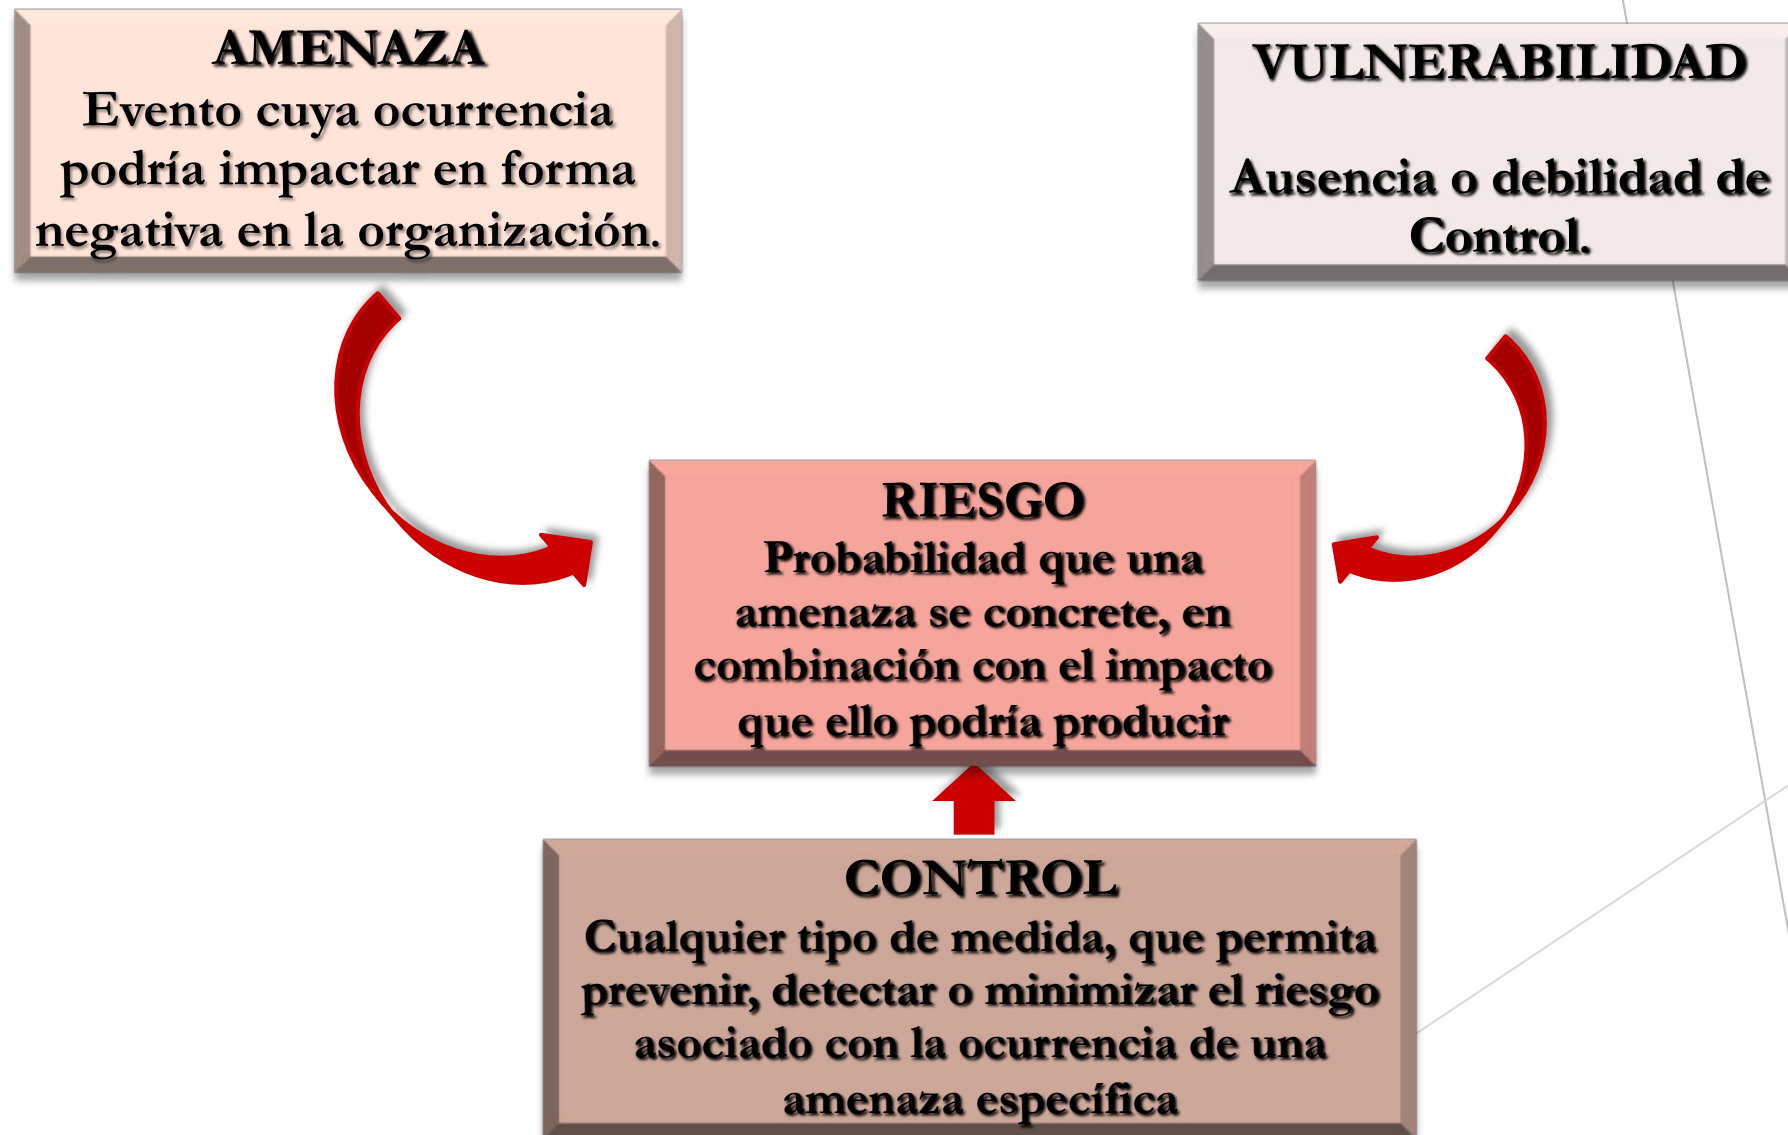 AMENAZA
Evento cuya ocurrencia
podría impactar en forma
negativa en la organización.
VULNERABILIDAD
Ausencia o debilidad de
Control.
RIESGO
Probabilidad que una
amenaza se concrete, en
combinación con el impacto
que ello podría producir
CONTROL
Cualquier tipo de medida, que permita
prevenir, detectar o minimizar el riesgo
asociado con la ocurrencia de una
amenaza específica